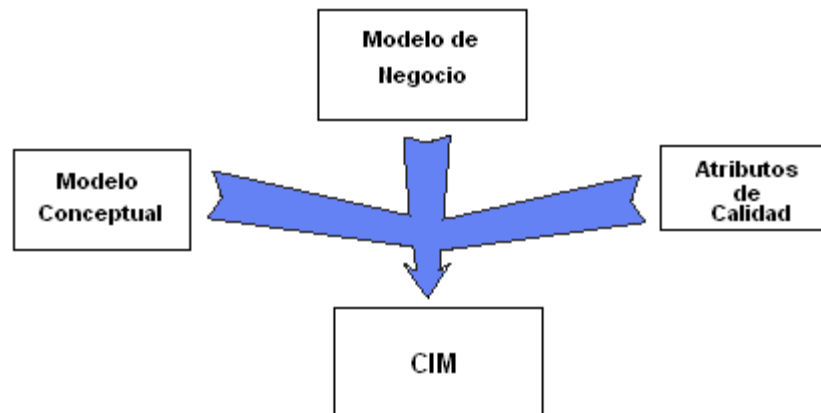 Modelo de
Negocio
Modelo
Conceptual
Atributos
de
Calidad
CIM